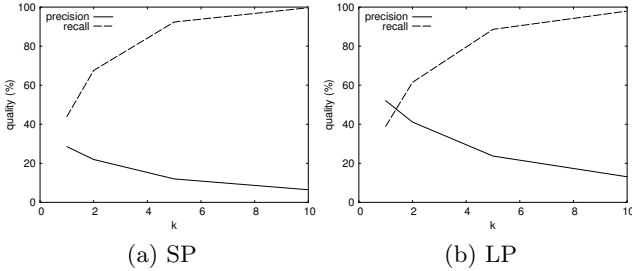 100
80
60
40
20
0
quality (%)
precision
recall
0 2 4 6 8 10
k
(a) SP
100
80
60
40
20
0
quality (%)
precision
recall
0 2 4 6 8 10
k
(b) LP